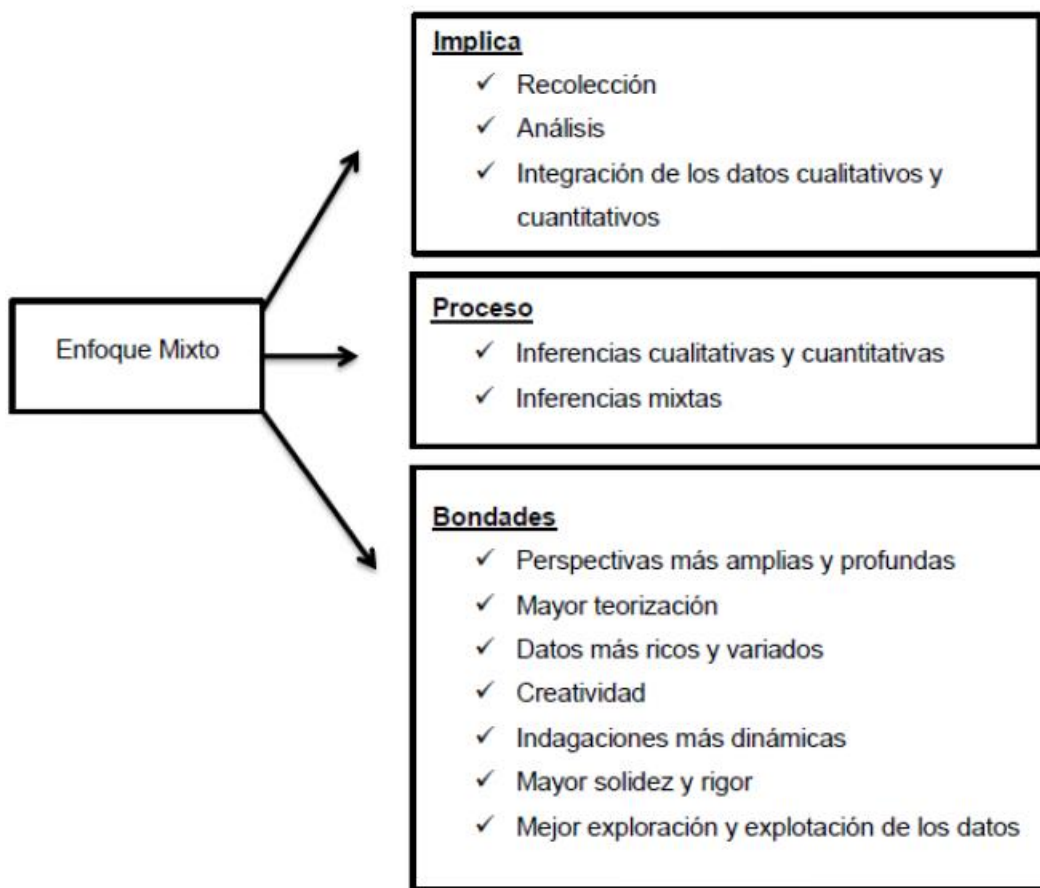 Implica
✓ Recolección
✓ Análisis
✓ Integración de los datos cualitativos y
cuantitativos
Enfoque Mixto
Proceso
✓ Inferencias cualitativas y cuantitativas
✓ Inferencias mixtas
Bondades
✓ Perspectivas más amplias y profundas
✓ Mayor teorización
✓ Datos más ricos y variados
✓ Creatividad
✓ Indagaciones más dinámicas
✓ Mayor solidez y rigor
✓ Mejor exploración y explotación de los datos